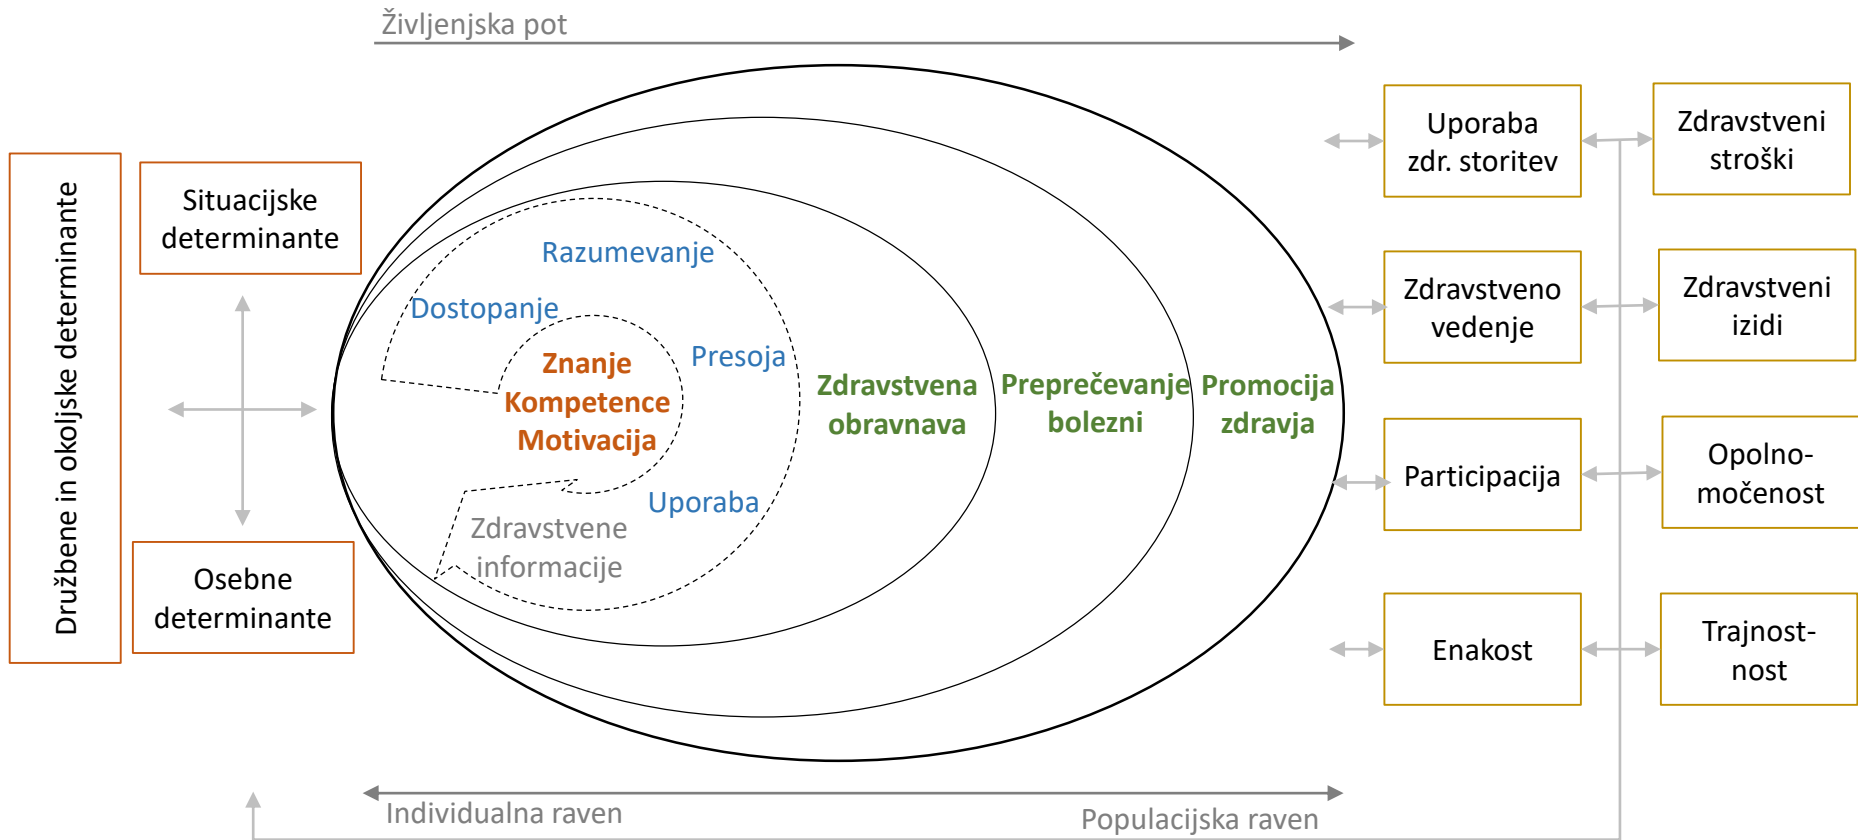 Življenjska pot
Družbene in okoljske determinante
Situacijske
determinante
Osebne
determinante
Razumevanje
Dostopanje
Presoja
Uporaba
Znanje
Kompetence
Motivacija
Zdravstvene
informacije
Zdravstvena
obravnava
Preprečevanje
bolezni
Promocija
zdravja
Uporaba
zdr. storitev
Zdravstveni
stroški
Zdravstveno
vedenje
Zdravstveni
izidi
Participacija
Opolno-
močenost
Enakost
Trajnost-
nost
Individualna raven
Populacijska raven